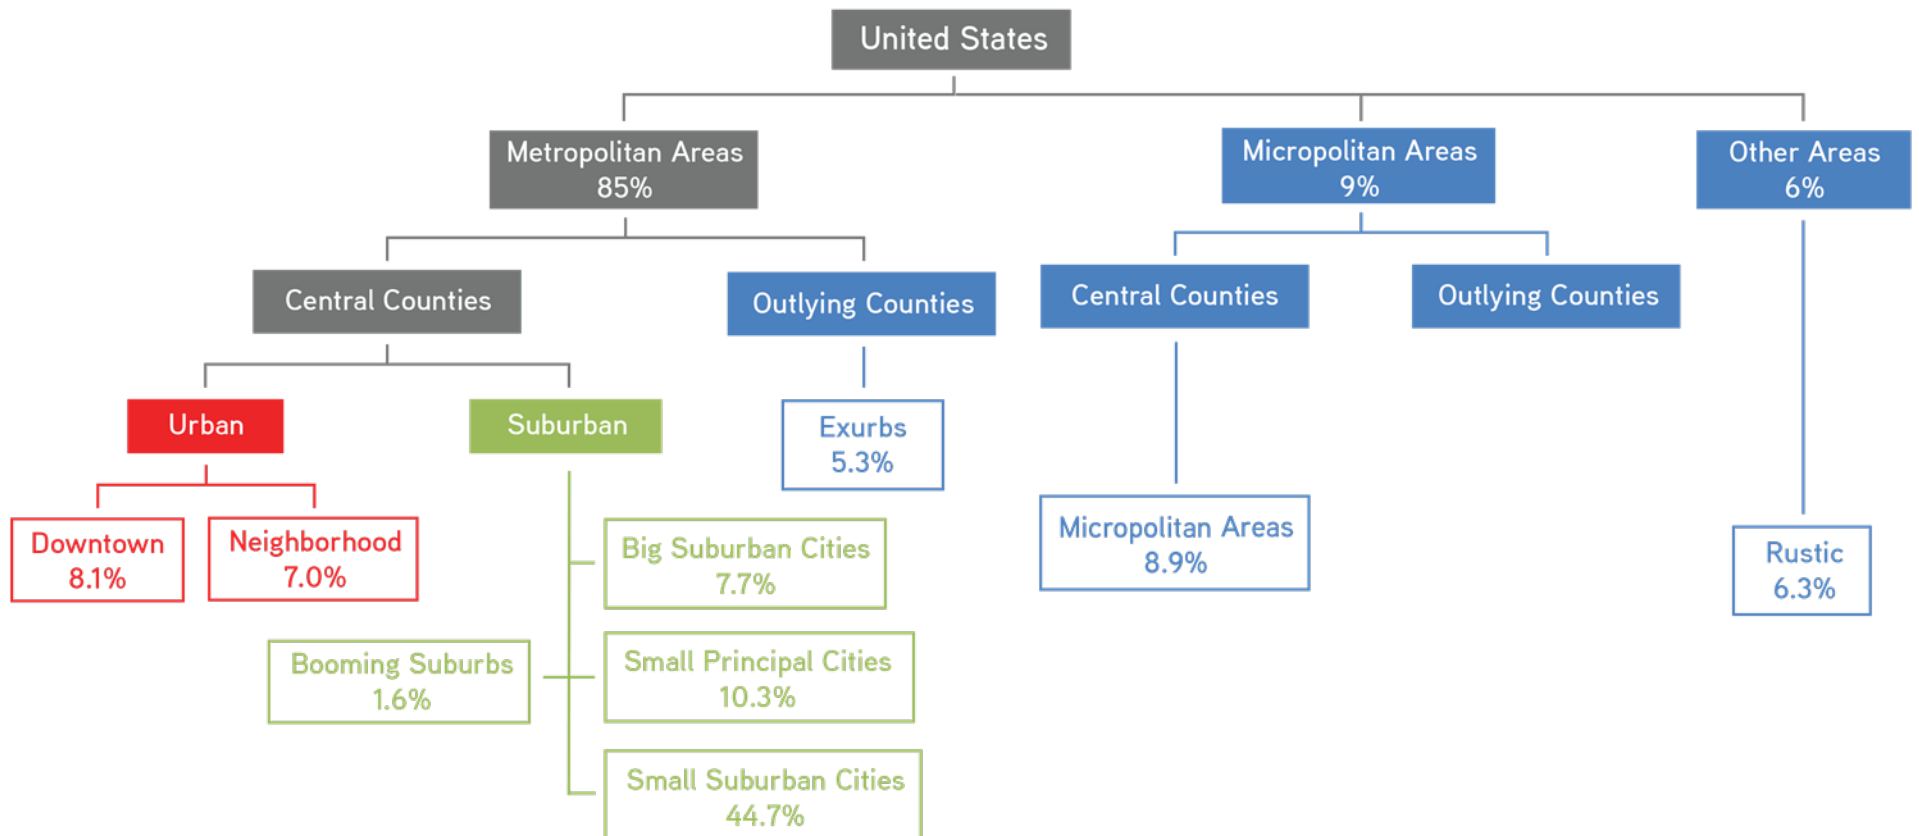 United States
Metropolitan Areas
85%
Micropolitan Areas
9%
Other Areas
6%
Central Counties
Outlying Counties
Central Counties
Outlying Counties
Urban
Suburban
Exurbs
5.3%
Downtown
8.1%
Neighborhood
7.0%
Big Suburban Cities
7.7%
Micropolitan Areas
8.9%
Rustic
6.3%
Booming Suburbs
1.6%
Small Principal Cities
10.3%
Small Suburban Cities
44.7%